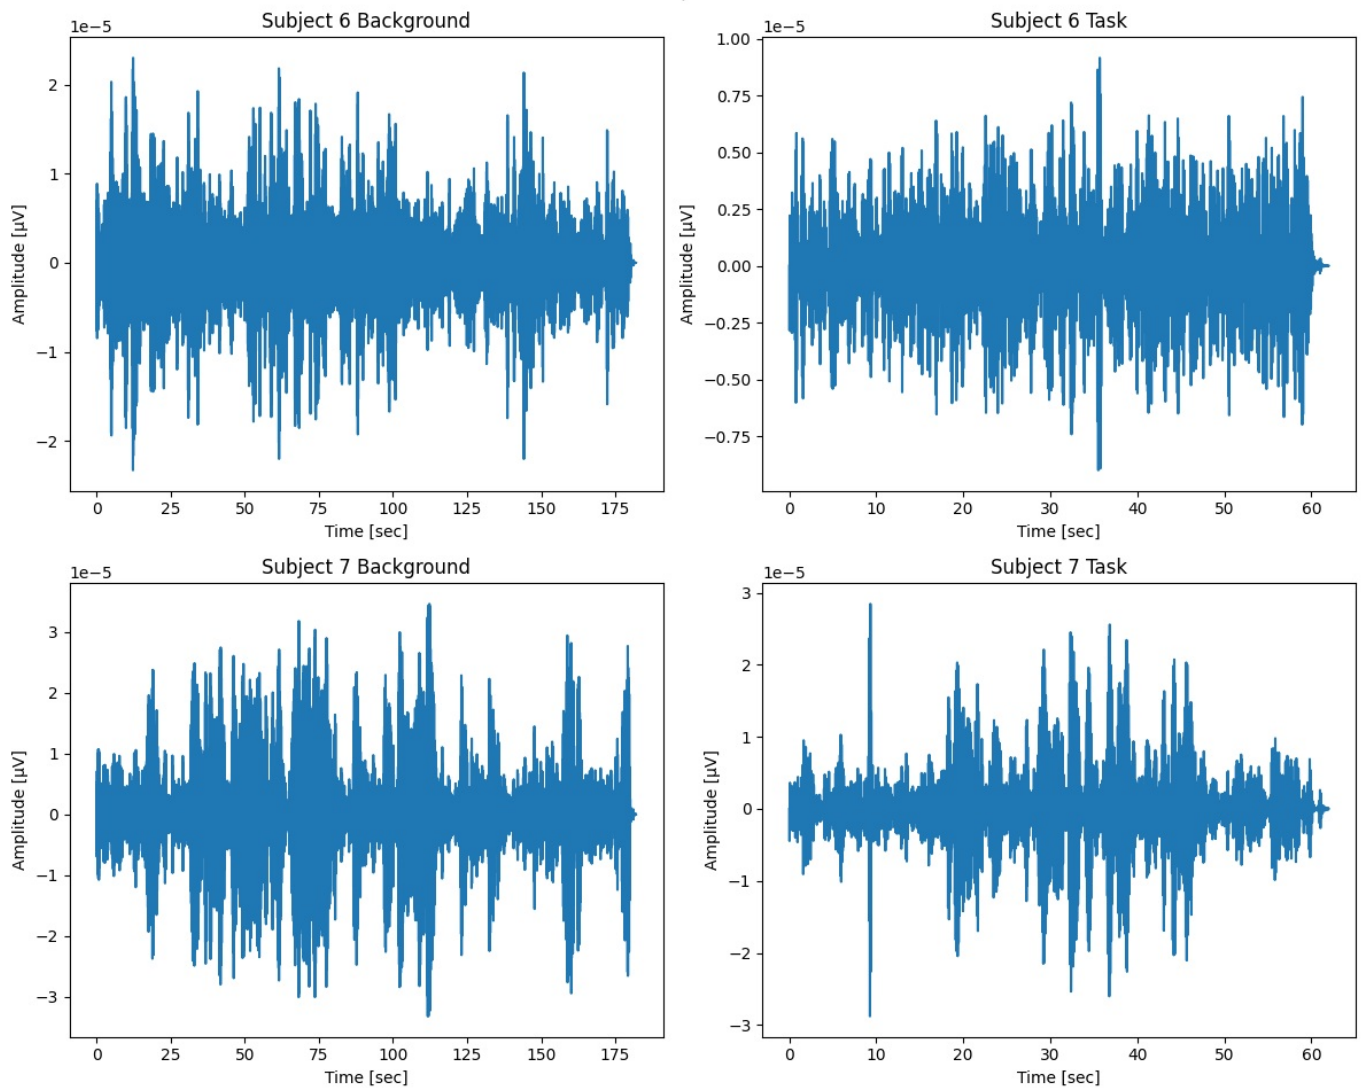 Subject 6 Background
1e−5
2
1
0
−1
−2
Amplitude [µV]
0 25 50 75 100 125 150 175
Time [sec]
Subject 6 Task
1e−5
1.00
0.75
0.50
0.25
0.00
−0.25
−0.50
−0.75
Amplitude [µV]
0 10 20 30 40 50 60
Time [sec]
Subject 7 Background
1e−5
3
2
1
0
−1
−2
−3
Amplitude [µV]
0 25 50 75 100 125 150 175
Time [sec]
Subject 7 Task
1e−5
3
2
1
0
−1
−2
−3
Amplitude [µV]
0 10 20 30 40 50 60
Time [sec]